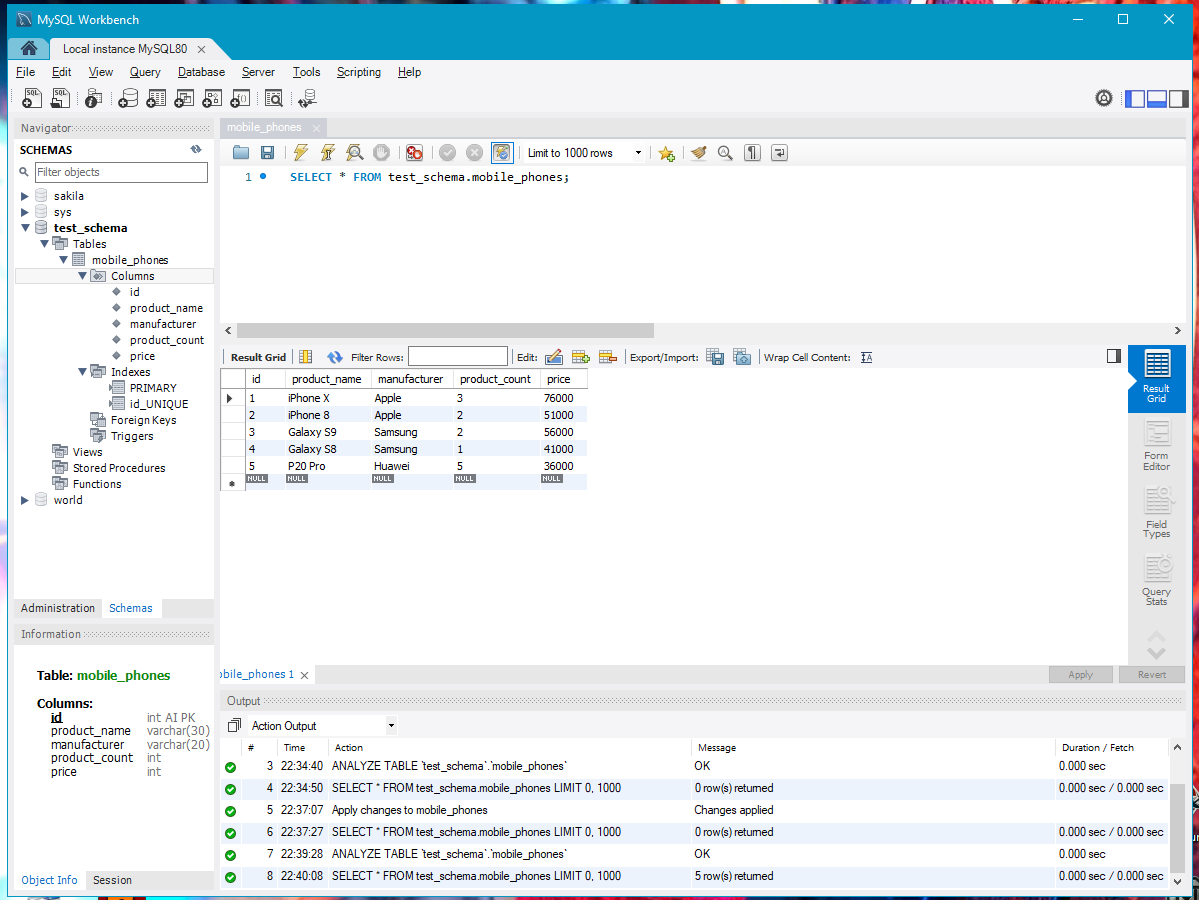 MySQL Workbench
Local instance MySQL80
File Edit View Query Database Server Tools Scripting Help
SQL SQL
Navigator
SCHEMAS
Filter objects
sakila
sys
test_schema
Tables
mobile_phones
Columns
id
product_name
manufacturer
product_count
price
Indexes
PRIMARY
id_UNIQUE
Foreign Keys
Triggers
Views
Stored Procedures
Functions
world
Administration Schemas
Information
Table: mobile_phones
Columns:
id int AI PK
product_name varchar(30)
manufacturer varchar(20)
product_count int
price int
Object Info Session
mobile_phones
Limit to 1000 rows
1 SELECT * FROM test_schema.mobile_phones;
Result Grid Filter Rows: Edit: Export/Import: Wrap Cell Content:
id product_name manufacturer product_count price
1 iPhone X Apple 3 76000
2 iPhone 8 Apple 2 51000
3 Galaxy S9 Samsung 2 56000
4 Galaxy S8 Samsung 1 41000
5 P20 Pro Huawei 5 36000
NULL NULL NULL NULL NULL
Result
Grid
Form
Editor
Field
Types
Query
Stats
obile_phones 1
Apply Revert
Output
Action Output
# Time Action Message Duration / Fetch
3 22:34:40 ANALYZE TABLE `test_schema`.`mobile_phones` OK 0.000 sec
4 22:34:50 SELECT * FROM test_schema.mobile_phones LIMIT 0, 1000 0 row(s) returned 0.000 sec / 0.000 sec
5 22:37:07 Apply changes to mobile_phones Changes applied
6 22:37:27 SELECT * FROM test_schema.mobile_phones LIMIT 0, 1000 0 row(s) returned 0.000 sec / 0.000 sec
7 22:39:28 ANALYZE TABLE `test_schema`.`mobile_phones` OK 0.000 sec
8 22:40:08 SELECT * FROM test_schema.mobile_phones LIMIT 0, 1000 5 row(s) returned 0.000 sec / 0.000 sec